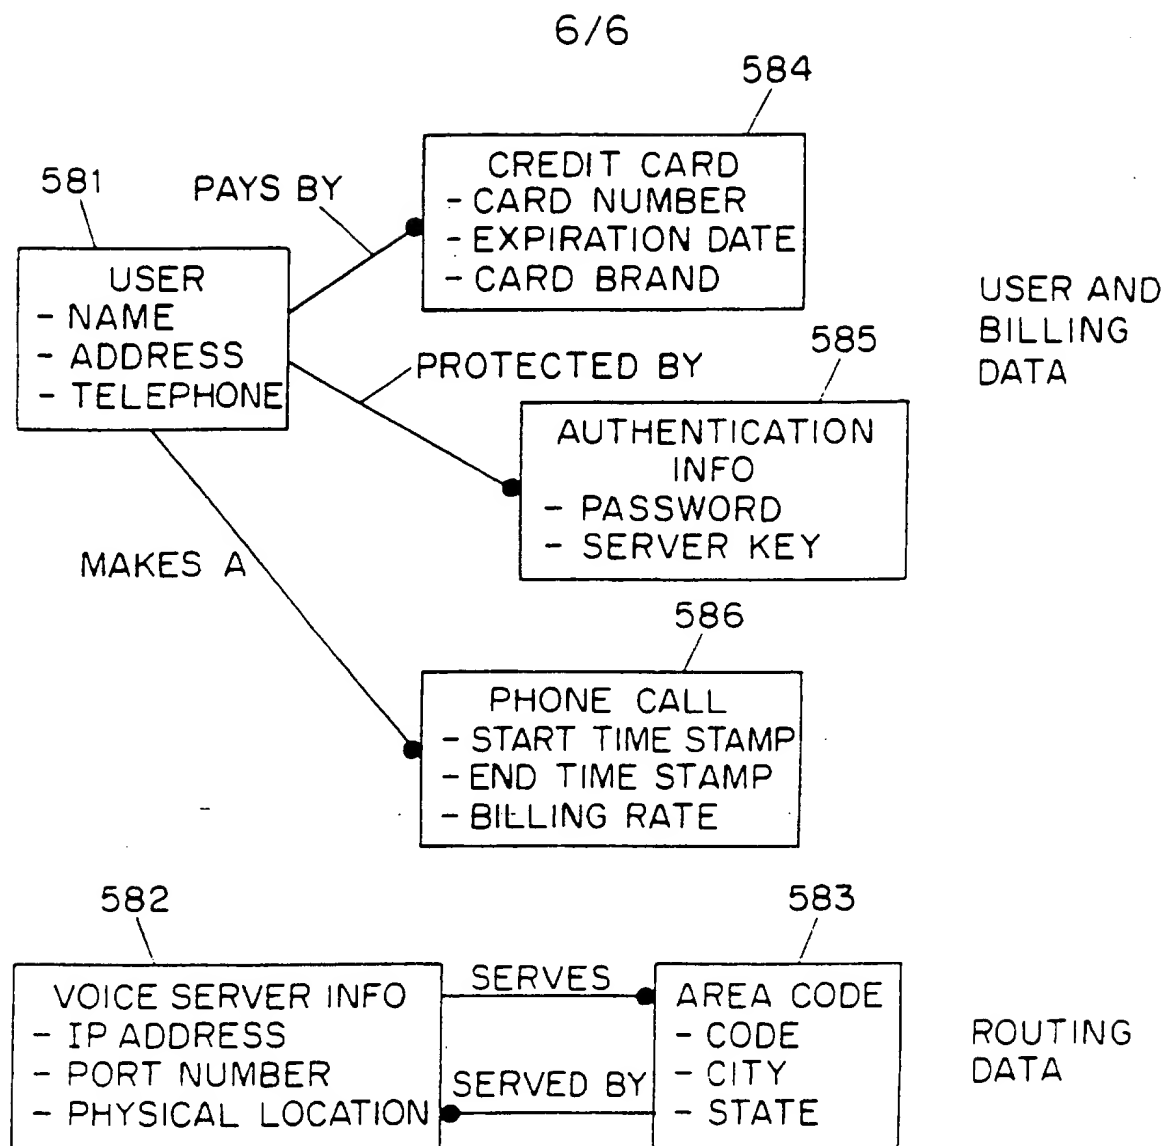 6/6
584
CREDIT CARD
- CARD NUMBER
- EXPIRATION DATE
- CARD BRAND
581
PAYS BY
USER
- NAME
- ADDRESS
- TELEPHONE
USER AND
BILLING
DATA
PROTECTED BY
585
AUTHENTICATION
INFO
- PASSWORD
- SERVER KEY
MAKES A
586
PHONE CALL
- START TIME STAMP
- END TIME STAMP
- BILLING RATE
582
VOICE SERVER INFO
- IP ADDRESS
- PORT NUMBER
- PHYSICAL LOCATION
SERVES
SERVED BY
583
AREA CODE
- CODE
- CITY
- STATE
ROUTING
DATA